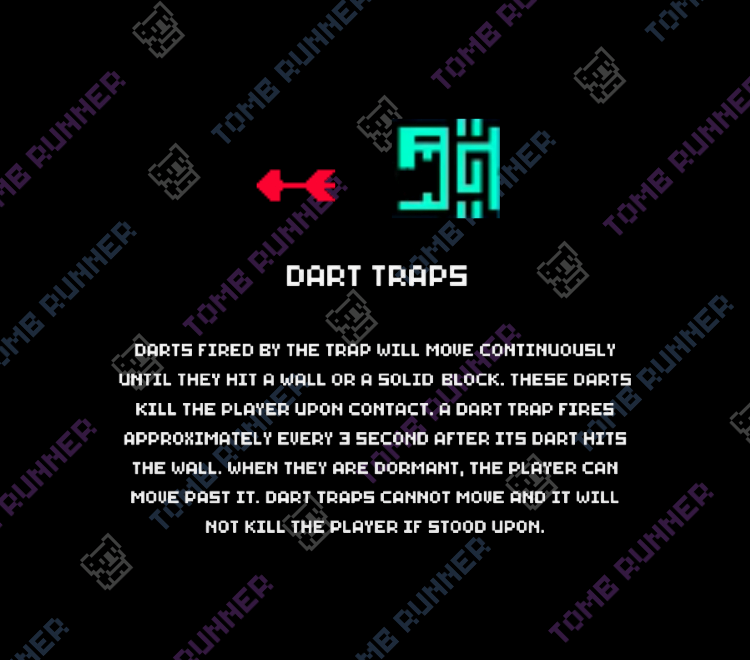 DART TRAPS
DARTS FIRED BY THE TRAP WILL MOVE CONTINUOUSLY
UNTIL THEY HIT A WALL OR A SOLID BLOCK. THESE DARTS
KILL THE PLAYER UPON CONTACT. A DART TRAP FIRES
APPROXIMATELY EVERY 3 SECOND AFTER ITS DART HITS
THE WALL. WHEN THEY ARE DORMANT, THE PLAYER CAN
MOVE PAST IT. DART TRAPS CANNOT MOVE AND IT WILL
NOT KILL THE PLAYER IF STOOD UPON.
TOMB RUNNER
TOMB RUNNER
TOMB RUNNER
TOMB RUNNER
TOMB RUNNER
TOMB RUNNER
TOMB RUNNER
TOMB RUNNER
TOMB RUNNER
TOMB RUNNER
TOMB RUNNER
TOMB RUNNER